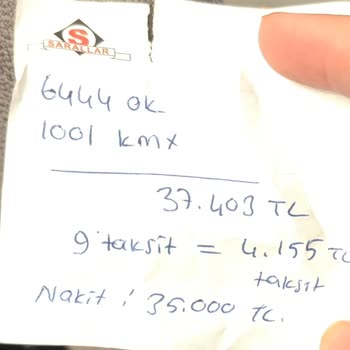 S
SARALLAR
6444 OK
1001 kmx
37.403 TL
9 taksit = 4.155 TL
taksit
Nakit : 35.000 TL.